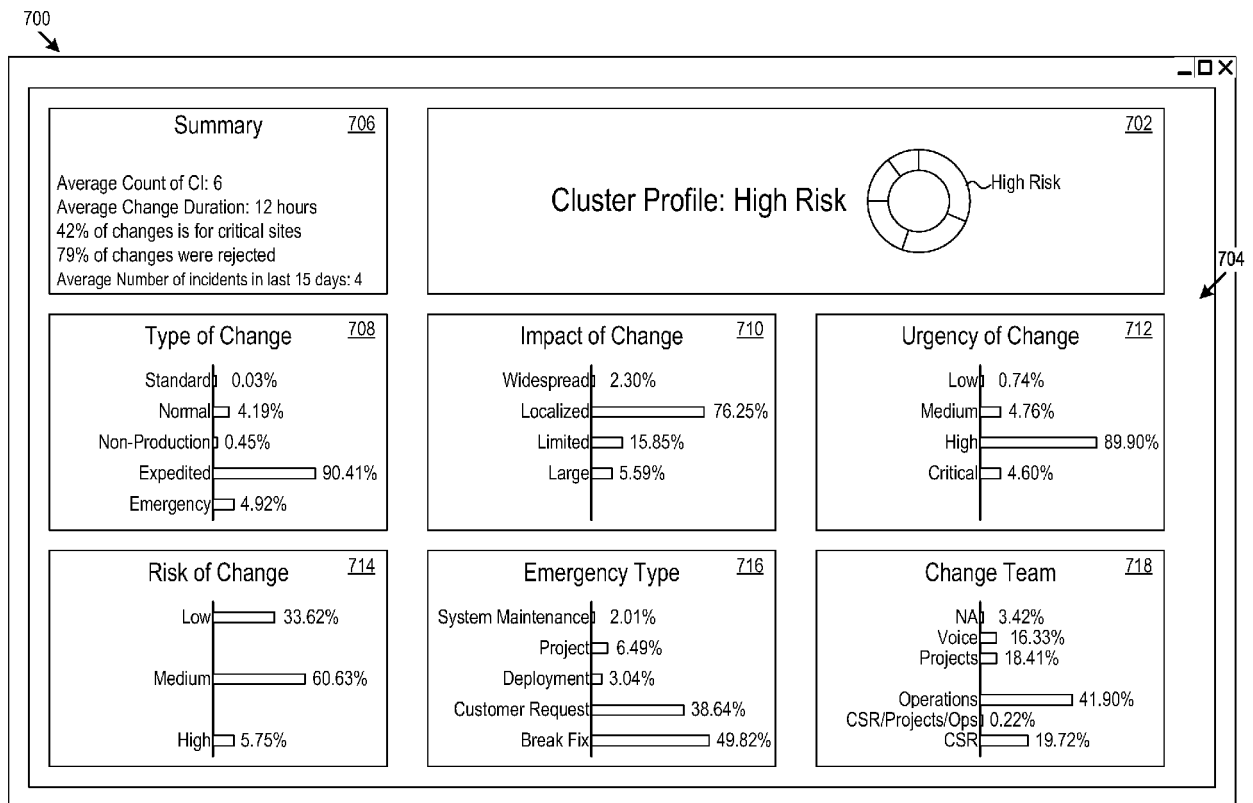 700
Summary 706
Average Count of CI: 6
Average Change Duration: 12 hours
42% of changes is for critical sites
79% of changes were rejected
Average Number of incidents in last 15 days: 4
702
Cluster Profile: High Risk
High Risk
704
Type of Change 708
Standard 0.03%
Normal 4.19%
Non-Production 0.45%
Expedited 90.41%
Emergency 4.92%
Impact of Change 710
Widespread 2.30%
Localized 76.25%
Limited 15.85%
Large 5.59%
Urgency of Change 712
Low 0.74%
Medium 4.76%
High 89.90%
Critical 4.60%
Risk of Change 714
Low 33.62%
Medium 60.63%
High 5.75%
Emergency Type 716
System Maintenance 2.01%
Project 6.49%
Deployment 3.04%
Customer Request 38.64%
Break Fix 49.82%
Change Team 718
NA 3.42%
Voice 16.33%
Projects 18.41%
Operations 41.90%
CSR/Projects/Ops 0.22%
CSR 19.72%